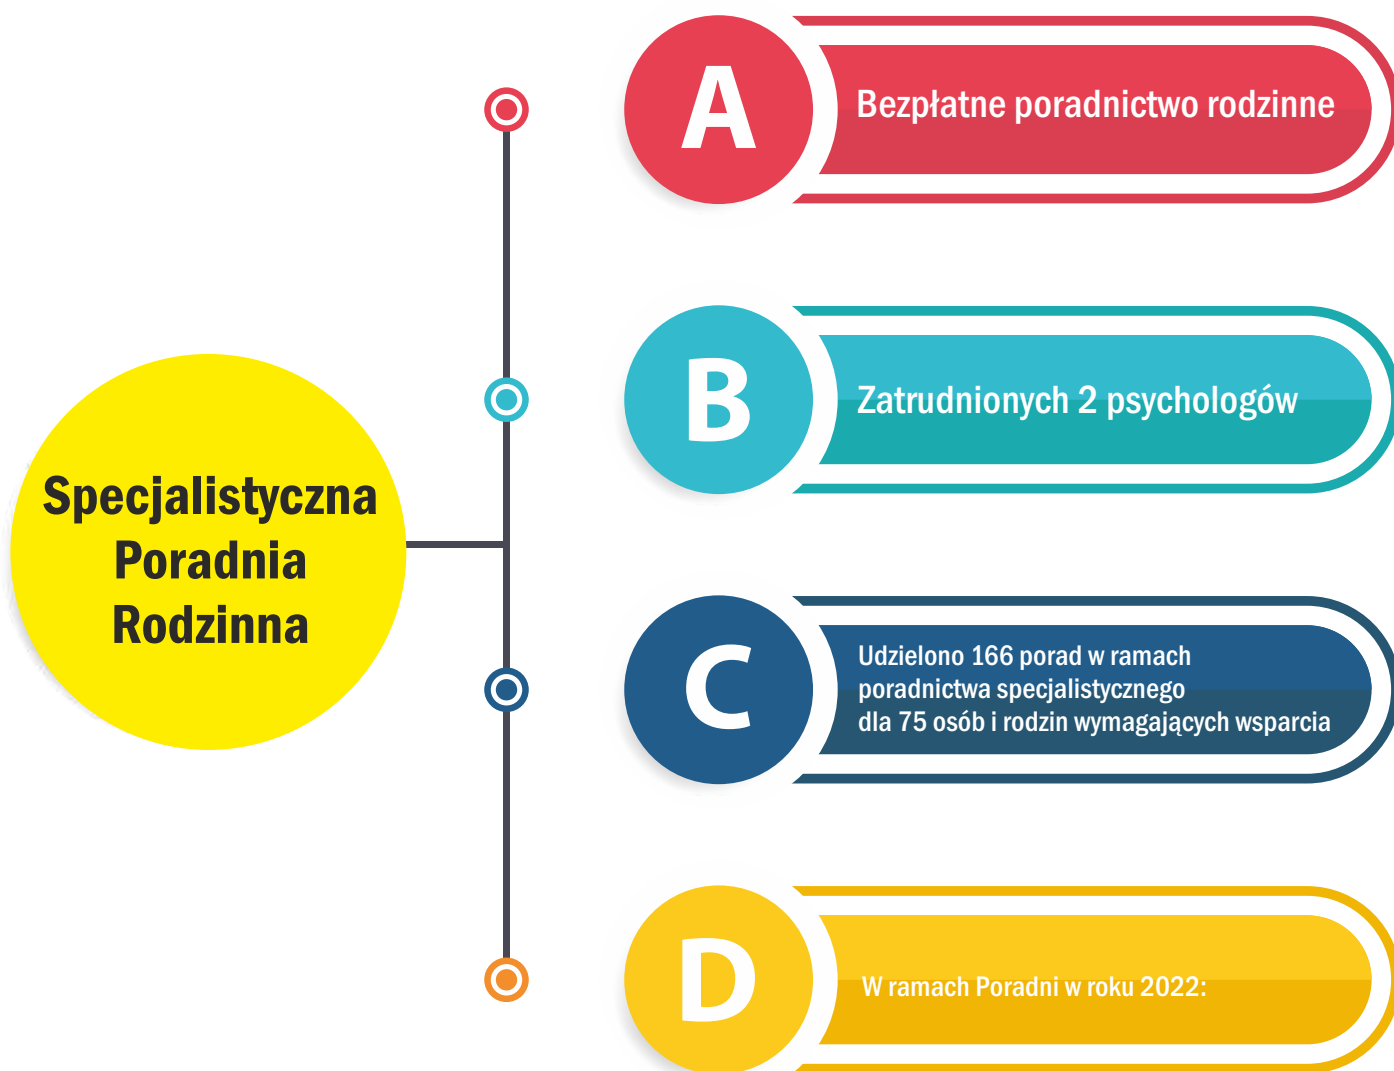 Specjalistyczna
Poradnia
Rodzinna
A
Bezpłatne poradnictwo rodzinne
B
Zatrudnionych 2 psychologów
C
Udzielono 166 porad w ramach
poradnictwa specjalistycznego
dla 75 osób i rodzin wymagających wsparcia
D
W ramach Poradni w roku 2022: